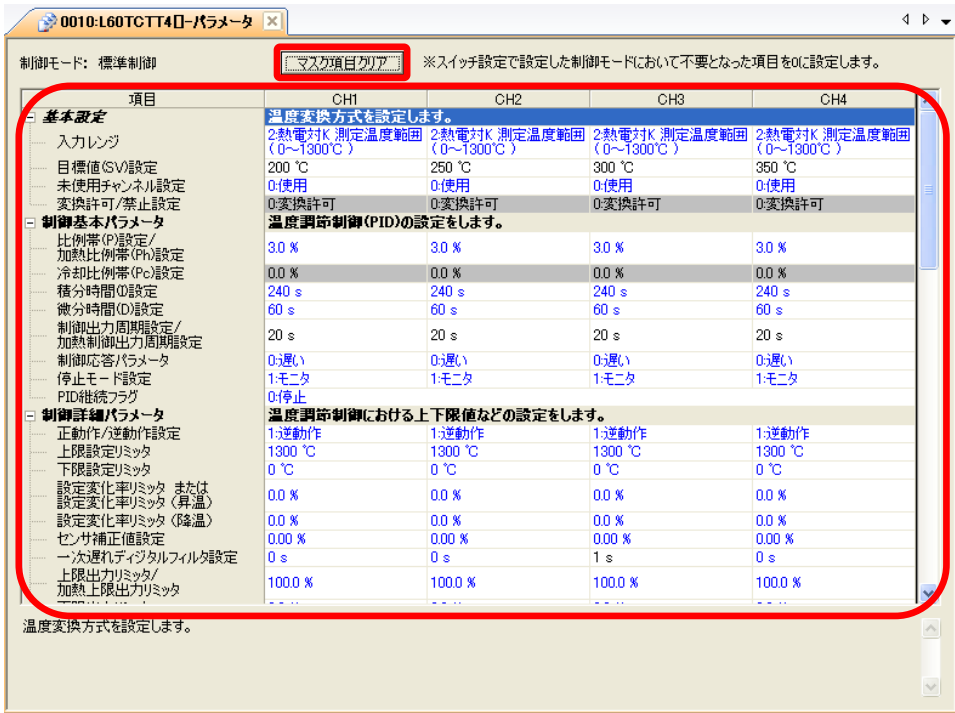 0010:L60TCTT4[]-パラメータ
制御モード: 標準制御 マスク項目クリア ※スイッチ設定で設定した制御モードにおいて不要となった項目を0に設定します。
項目 CH1 CH2 CH3 CH4
基本設定 温度変換方式を設定します。
入力レンジ 2:熱電対K 測定温度範囲 2:熱電対K 測定温度範囲 2:熱電対K 測定温度範囲 2:熱電対K 測定温度範囲
(0～1300℃) (0～1300℃) (0～1300℃) (0～1300℃)
目標値(SV)設定 200 ℃ 250 ℃ 300 ℃ 350 ℃
未使用チャンネル設定 0:使用 0:使用 0:使用 0:使用
変換許可/禁止設定 0:変換許可 0:変換許可 0:変換許可 0:変換許可
制御基本パラメータ 温度調節制御(PID)の設定をします。
比例帯(P)設定/
加熱比例帯(Ph)設定 3.0 % 3.0 % 3.0 % 3.0 %
冷却比例帯(Pc)設定 0.0 % 0.0 % 0.0 % 0.0 %
積分時間(I)設定 240 s 240 s 240 s 240 s
微分時間(D)設定 60 s 60 s 60 s 60 s
制御出力周期設定/
加熱制御出力周期設定 20 s 20 s 20 s 20 s
制御応答パラメータ 0:遅い 0:遅い 0:遅い 0:遅い
停止モード設定 1:モニタ 1:モニタ 1:モニタ 1:モニタ
PID継続フラグ 0:停止
制御詳細パラメータ 温度調節制御における上下限値などの設定をします。
正動作/逆動作設定 1:逆動作 1:逆動作 1:逆動作 1:逆動作
上限設定リミッタ 1300 ℃ 1300 ℃ 1300 ℃ 1300 ℃
下限設定リミッタ 0 ℃ 0 ℃ 0 ℃ 0 ℃
設定変化率リミッタ または
設定変化率リミッタ (昇温) 0.0 % 0.0 % 0.0 % 0.0 %
設定変化率リミッタ (降温) 0.0 % 0.0 % 0.0 % 0.0 %
センサ補正値設定 0.00 % 0.00 % 0.00 % 0.00 %
一次遅れディジタルフィルタ設定 0 s 0 s 1 s 0 s
上限出力リミッタ/
加熱上限出力リミッタ 100.0 % 100.0 % 100.0 % 100.0 %
温度変換方式を設定します。